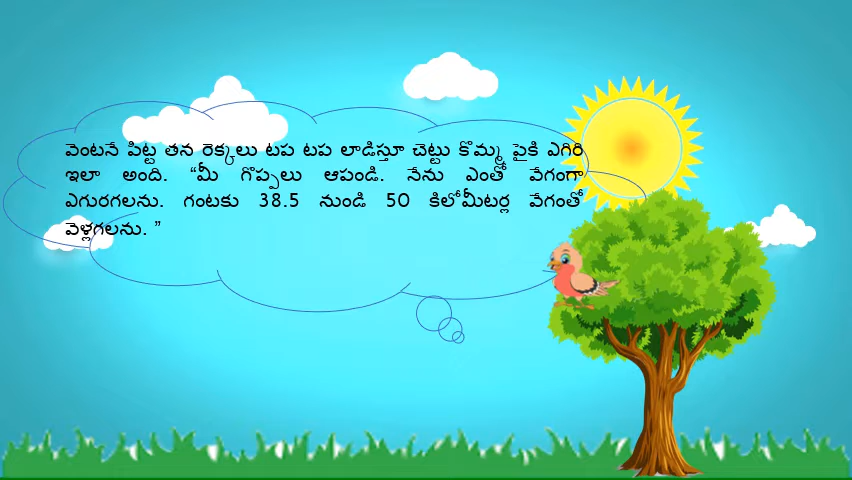 వెంటనే పిట్ట తన రెక్కలు టప టప లాడిస్తూ చెట్టు కొమ్మ పైకి ఎగిరి
ఇలా అంది. “మీ గొప్పలు ఆపండి. నేను ఎంతో వేగంగా
ఎగురగలను. గంటకు 38.5 నుండి 50 కిలోమీటర్ల వేగంతో
వెళ్లగలను. ”